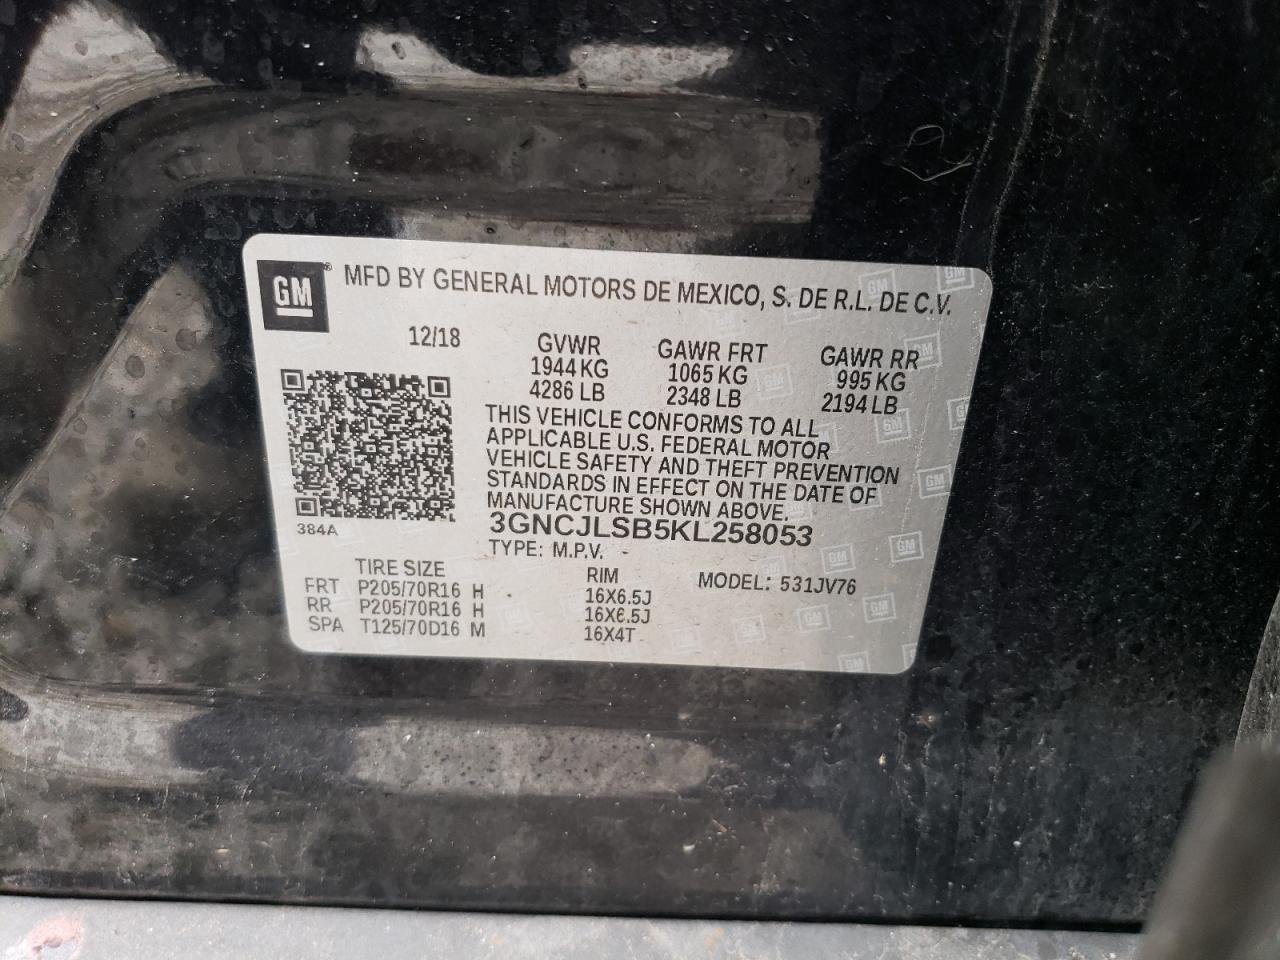 GM ® MFD BY GENERAL MOTORS DE MEXICO, S. DE R.L. DE C.V.
12/18
GVWR GAWR FRT GAWR RR
1944 KG 1065 KG 995 KG
4286 LB 2348 LB 2194 LB
THIS VEHICLE CONFORMS TO ALL
APPLICABLE U.S. FEDERAL MOTOR
VEHICLE SAFETY AND THEFT PREVENTION
STANDARDS IN EFFECT ON THE DATE OF
MANUFACTURE SHOWN ABOVE.
384A
3GNCJLSB5KL258053
TYPE: M.P.V.
TIRE SIZE RIM MODEL: 531JV76
FRT P205/70R16 H 16X6.5J
RR P205/70R16 H 16X6.5J
SPA T125/70D16 M 16X4T